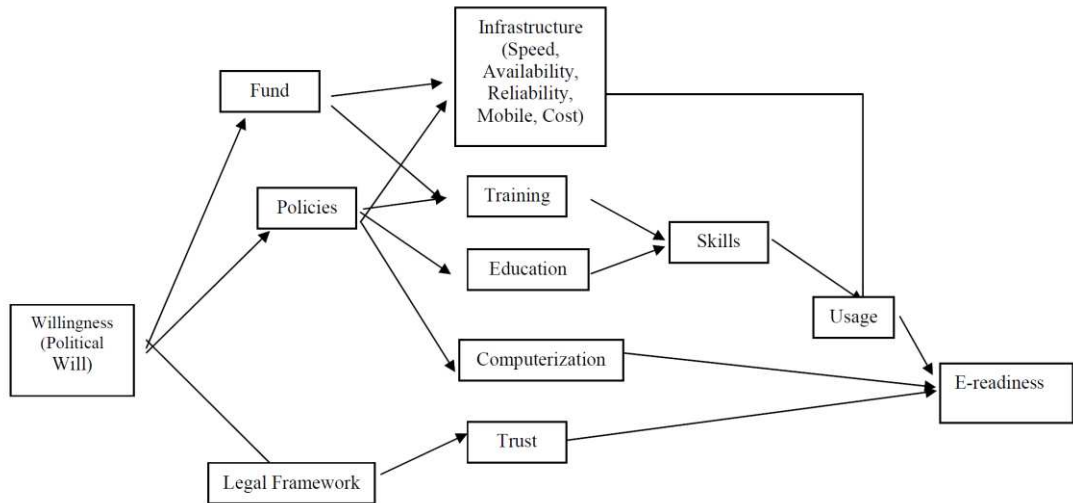 Infrastructure
(Speed,
Availability,
Reliability,
Mobile, Cost)
Fund
Training
Policies
Skills
Education
Willingness
(Political
Will)
Usage
Computerization
E-readiness
Trust
Legal Framework